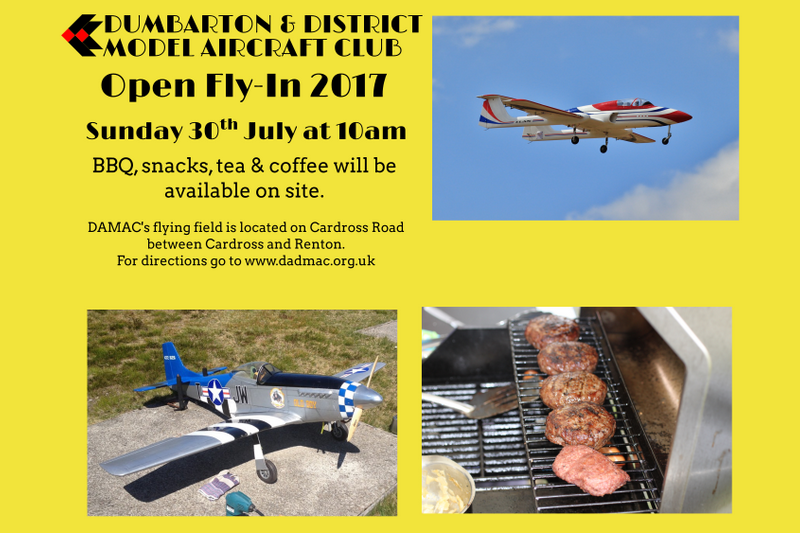 DUMBARTON & DISTRICT
MODEL AIRCRAFT CLUB
Open Fly-In 2017
Sunday 30th July at 10am
BBQ, snacks, tea & coffee will be
available on site.
DAMAC's flying field is located on Cardross Road
between Cardross and Renton.
For directions go to www.dadmac.org.uk
JW